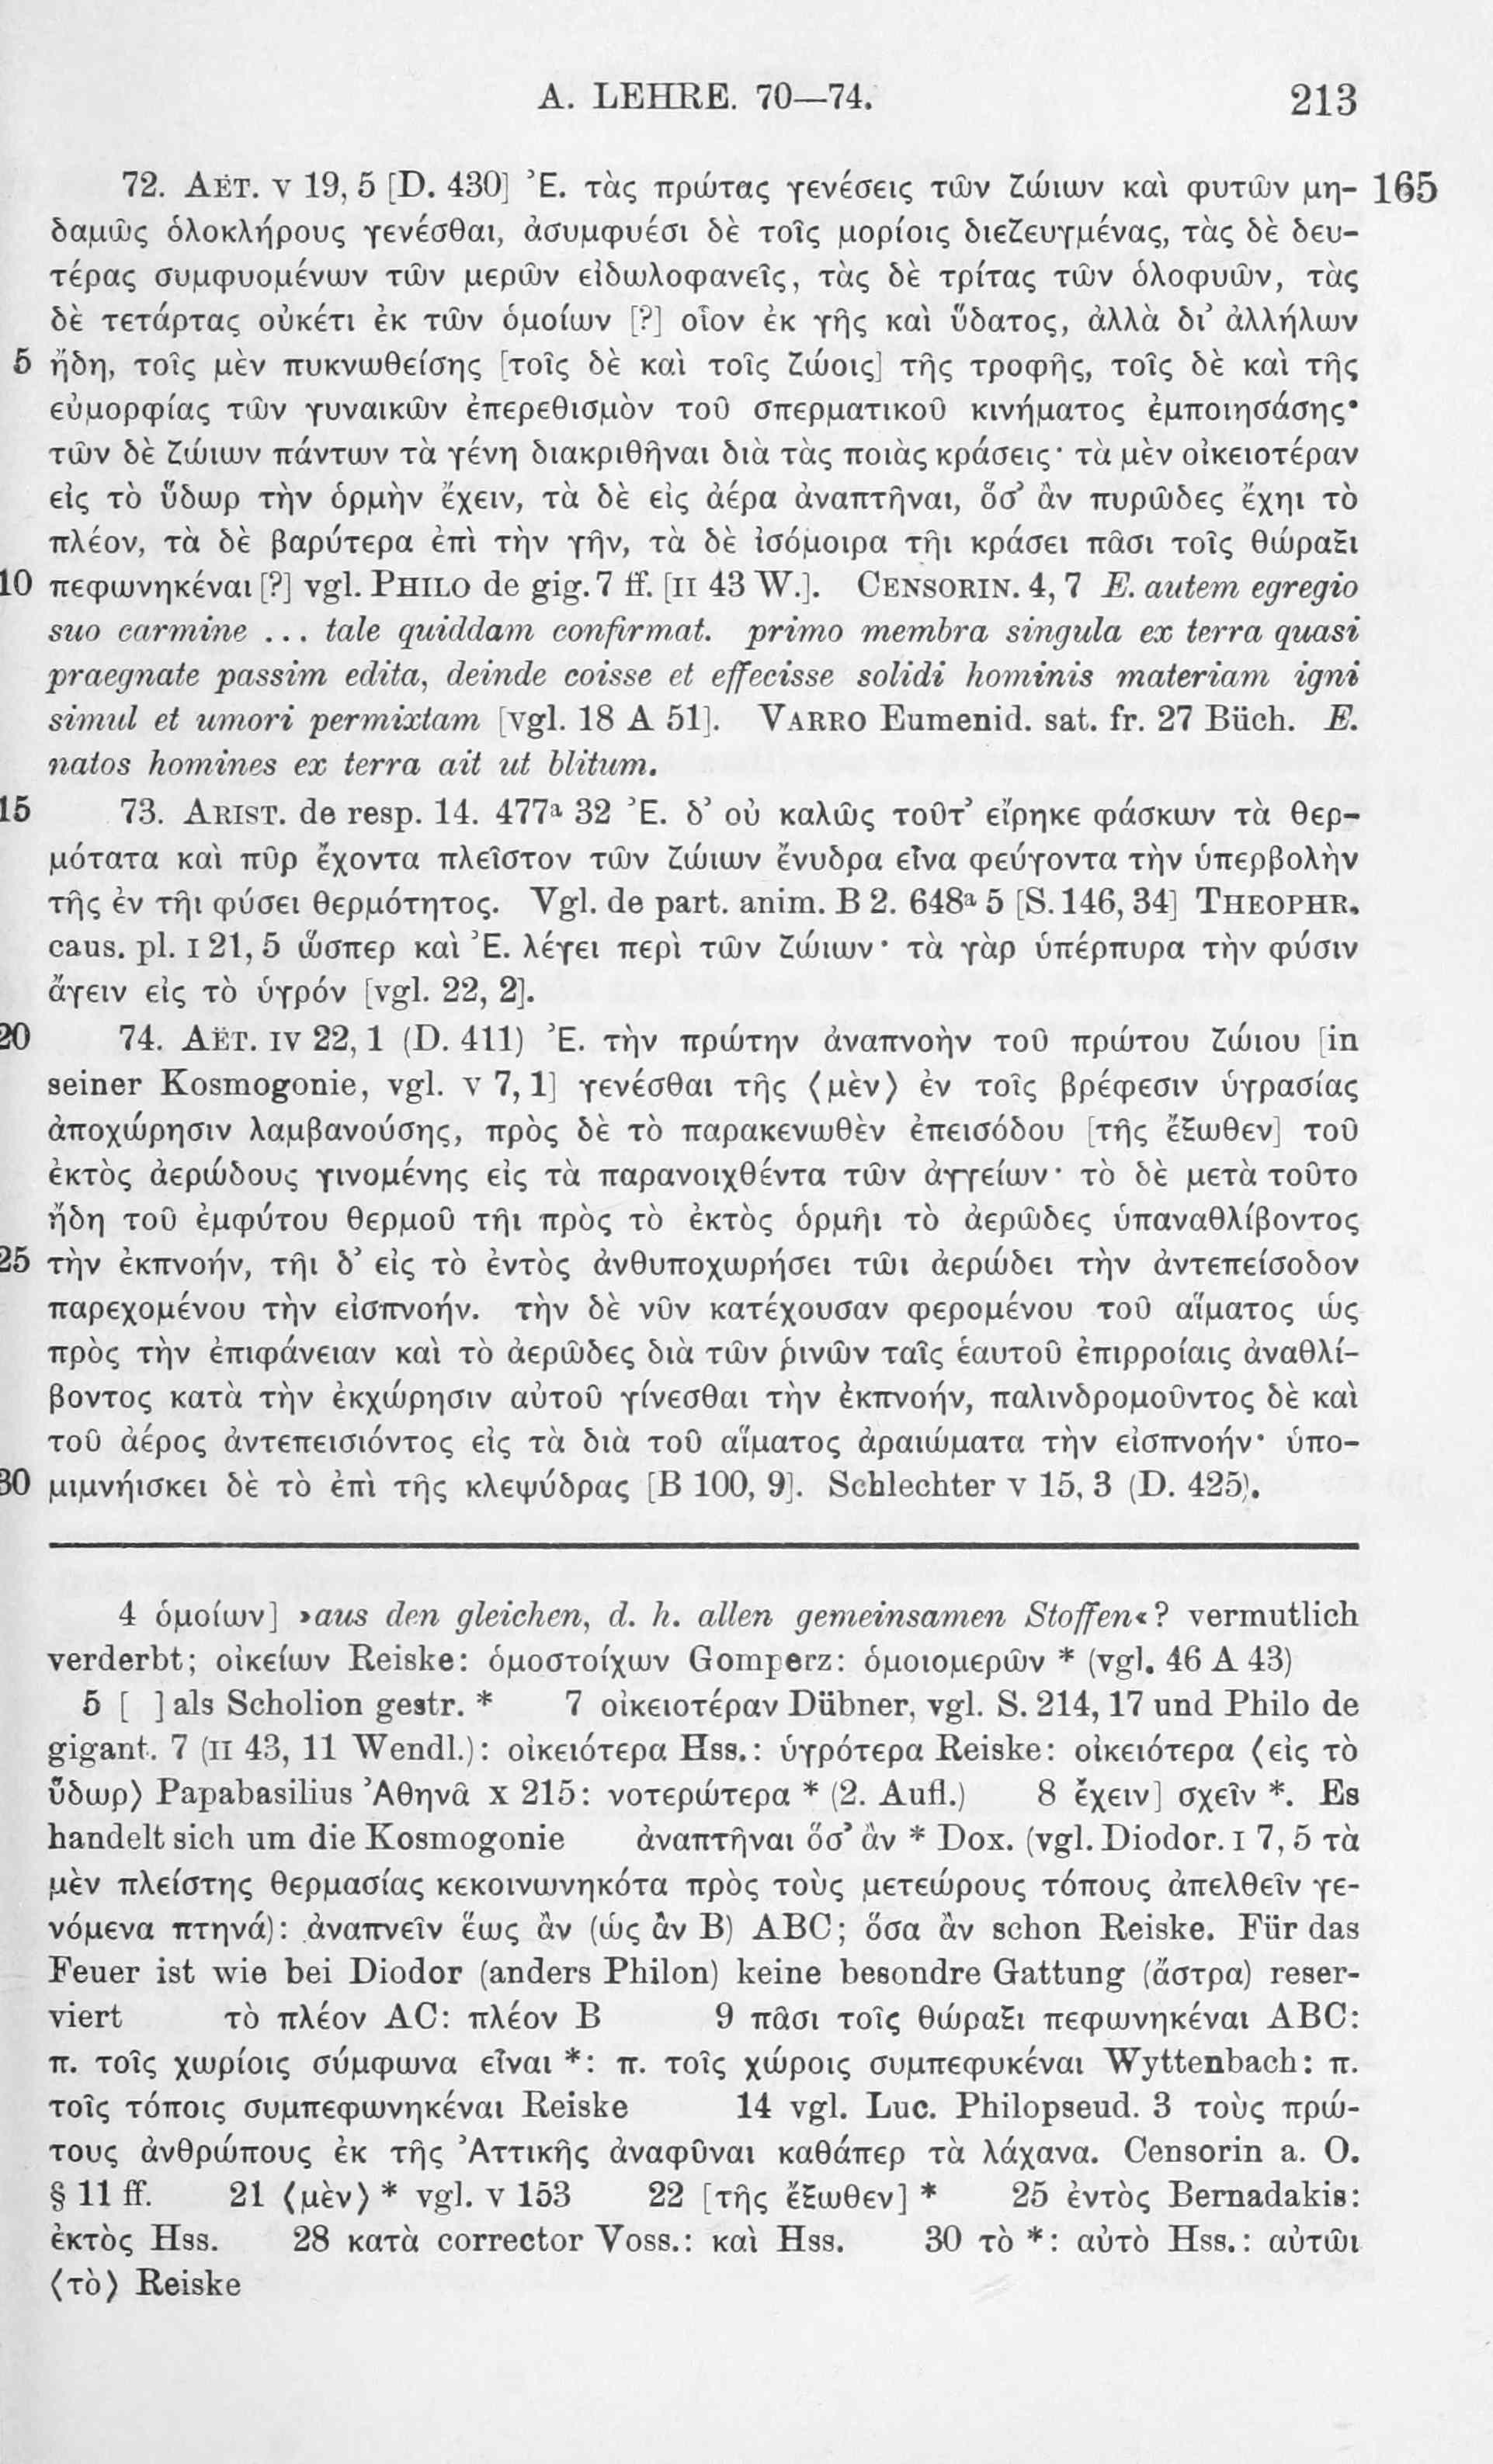 A. LEHRE. 70—74. 213
72. AËT. V 19, 5 [D. 430] Ἐ. τὰς πρώτας γενέσεις τῶν ζώιων καὶ φυτῶν μη- 165
δαμῶς ὁλοκλήρους γενέσθαι, ἀσυμφυέσι δὲ τοῖς μορίοις διεζευγμένας, τὰς δὲ δευ-
τέρας συμφυομένων τῶν μερῶν εἰδωλοφανεῖς, τὰς δὲ τρίτας τῶν ὁλοφυῶν, τὰς
δὲ τετάρτας οὐκέτι ἐκ τῶν ὁμοίων [?] οἷον ἐκ γῆς καὶ ὕδατος, ἀλλὰ δι’ ἀλλήλων
5 ἤδη, τοῖς μὲν πυκνωθείσης [τοῖς δὲ καὶ τοῖς ζώοις] τῆς τροφῆς, τοῖς δὲ καὶ τῆς
εὐμορφίας τῶν γυναικῶν ἐπερεθισμὸν τοῦ σπερματικοῦ κινήματος ἐμποιησάσης·
τῶν δὲ ζώιων πάντων τὰ γένη διακριθῆναι διὰ τὰς ποιὰς κράσεις· τὰ μὲν οἰκειοτέραν
εἰς τὸ ὕδωρ τὴν ὁρμὴν ἔχειν, τὰ δὲ εἰς ἀέρα ἀναπτῆναι, ὅσ’ ἂν πυρῶδες ἔχηι τὸ
πλέον, τὰ δὲ βαρύτερα ἐπὶ τὴν γῆν, τὰ δὲ ἰσόμοιρα τῆι κράσει πᾶσι τοῖς θώραξι
10 πεφωνηκέναι [?] vgl. PHILO de gig. 7 ff. [II 43 W.]. CENSORIN. 4, 7 E. autem egregio
suo carmine ... tale quiddam confirmat. primo membra singula ex terra quasi
praegnate passim edita, deinde coisse et effecisse solidi hominis materiam igni
simul et umori permixtam [vgl. 18 A 51]. VARRO Eumenid. sat. fr. 27 Büch. E.
natos homines ex terra ait ut blitum.
15 73. ARIST. de resp. 14. 477ª 32 Ἐ. δ’ οὐ καλῶς τοῦτ’ εἴρηκε φάσκων τὰ θερ-
μότατα καὶ πῦρ ἔχοντα πλεῖστον τῶν ζώιων ἔνυδρα εἶνα φεύγοντα τὴν ὑπερβολὴν
τῆς ἐν τῆι φύσει θερμότητος. Vgl. de part. anim. B 2. 648ª 5 [S. 146, 34] THEOPHR.
caus. pl. I 21, 5 ὥσπερ καὶ Ἐ. λέγει περὶ τῶν ζώιων· τὰ γὰρ ὑπέρπυρα τὴν φύσιν
ἄγειν εἰς τὸ ὑγρόν [vgl. 22, 2].
20 74. AËT. IV 22, 1 (D. 411) Ἐ. τὴν πρώτην ἀναπνοὴν τοῦ πρώτου ζώιου [in
seiner Kosmogonie, vgl. V 7, 1] γενέσθαι τῆς ⟨μὲν⟩ ἐν τοῖς βρέφεσιν ὑγρασίας
ἀποχώρησιν λαμβανούσης, πρὸς δὲ τὸ παρακενωθὲν ἐπεισόδου [τῆς ἔξωθεν] τοῦ
ἐκτὸς ἀερώδους γινομένης εἰς τὰ παρανοιχθέντα τῶν ἀγγείων· τὸ δὲ μετὰ τοῦτο
ἤδη τοῦ ἐμφύτου θερμοῦ τῆι πρὸς τὸ ἐκτὸς ὁρμῆι τὸ ἀερῶδες ὑπαναθλίβοντος
25 τὴν ἐκπνοήν, τῆι δ’ εἰς τὸ ἐντὸς ἀνθυποχωρήσει τῶι ἀερώδει τὴν ἀντεπείσοδον
παρεχομένου τὴν εἰσπνοήν. τὴν δὲ νῦν κατέχουσαν φερομένου τοῦ αἵματος ὡς
πρὸς τὴν ἐπιφάνειαν καὶ τὸ ἀερῶδες διὰ τῶν ῥινῶν ταῖς ἑαυτοῦ ἐπιρροίαις ἀναθλί-
βοντος κατὰ τὴν ἐκχώρησιν αὐτοῦ γίνεσθαι τὴν ἐκπνοήν, παλινδρομοῦντος δὲ καὶ
τοῦ ἀέρος ἀντεπεισιόντος εἰς τὰ διὰ τοῦ αἵματος ἀραιώματα τὴν εἰσπνοήν· ὑπο-
30 μιμνήισκει δὲ τὸ ἐπὶ τῆς κλεψύδρας [B 100, 9]. Schlechter V 15, 3 (D. 425).
4 ὁμοίων] »aus den gleichen, d. h. allen gemeinsamen Stoffen«? vermutlich
verderbt; οἰκείων Reiske: ὁμοστοίχων Gomperz: ὁμοιομερῶν * (vgl. 46 A 43)
5 [ ] als Scholion gestr. * 7 οἰκειοτέραν Dübner, vgl. S. 214, 17 und Philo de
gigant. 7 (II 43, 11 Wendl.): οἰκειότερα Hss.: ὑγρότερα Reiske: οἰκειότερα ⟨εἰς τὸ
ὕδωρ⟩ Papabasilius Ἀθηνᾶ X 215: νοτερώτερα * (2. Aufl.) 8 ἔχειν] σχεῖν *. Es
handelt sich um die Kosmogonie ἀναπτῆναι ὅσ’ ἂν * Dox. (vgl. Diodor. I 7, 5 τὰ
μὲν πλείστης θερμασίας κεκοινωνηκότα πρὸς τοὺς μετεώρους τόπους ἀπελθεῖν γε-
νόμενα πτηνά): ἀναπνεῖν ἕως ἂν (ὡς ἂν B) ABC; ὅσα ἂν schon Reiske. Für das
Feuer ist wie bei Diodor (anders Philon) keine besondre Gattung (ἄστρα) reser-
viert τὸ πλέον AC: πλέον B 9 πᾶσι τοῖς θώραξι πεφωνηκέναι ABC:
π. τοῖς χωρίοις σύμφωνα εἶναι *: π. τοῖς χώροις συμπεφυκέναι Wyttenbach: π.
τοῖς τόποις συμπεφωνηκέναι Reiske 14 vgl. Luc. Philopseud. 3 τοὺς πρώ-
τους ἀνθρώπους ἐκ τῆς Ἀττικῆς ἀναφῦναι καθάπερ τὰ λάχανα. Censorin a. O.
§ 11 ff. 21 ⟨μὲν⟩ * vgl. V 153 22 [τῆς ἔξωθεν] * 25 ἐντὸς Bernadakis:
ἐκτὸς Hss. 28 κατὰ corrector Voss.: καὶ Hss. 30 τὸ *: αὐτὸ Hss.: αὐτῶι
⟨τὸ⟩ Reiske